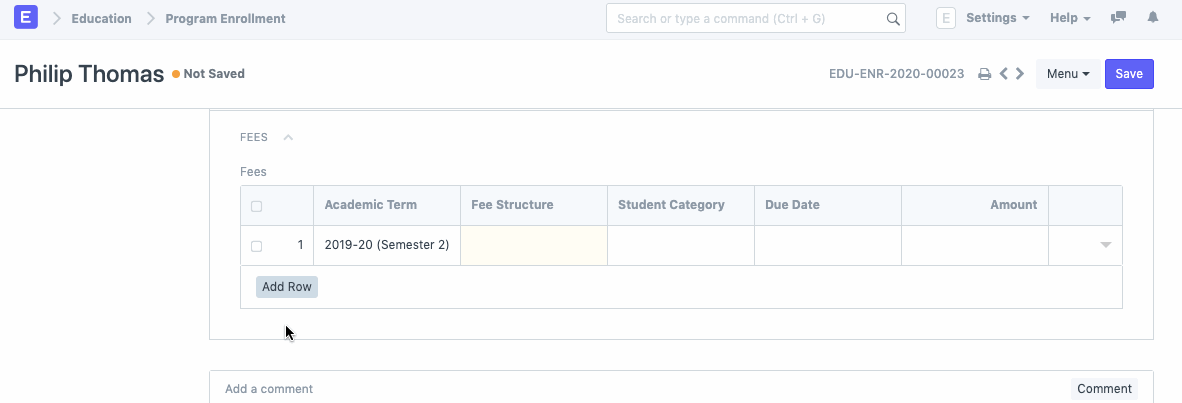 E Education Program Enrollment Search or type a command (Ctrl + G) E Settings Help
Philip Thomas Not Saved EDU-ENR-2020-00023 Menu Save
FEES
Fees
Academic Term Fee Structure Student Category Due Date Amount
1 2019-20 (Semester 2)
Add Row
Add a comment Comment